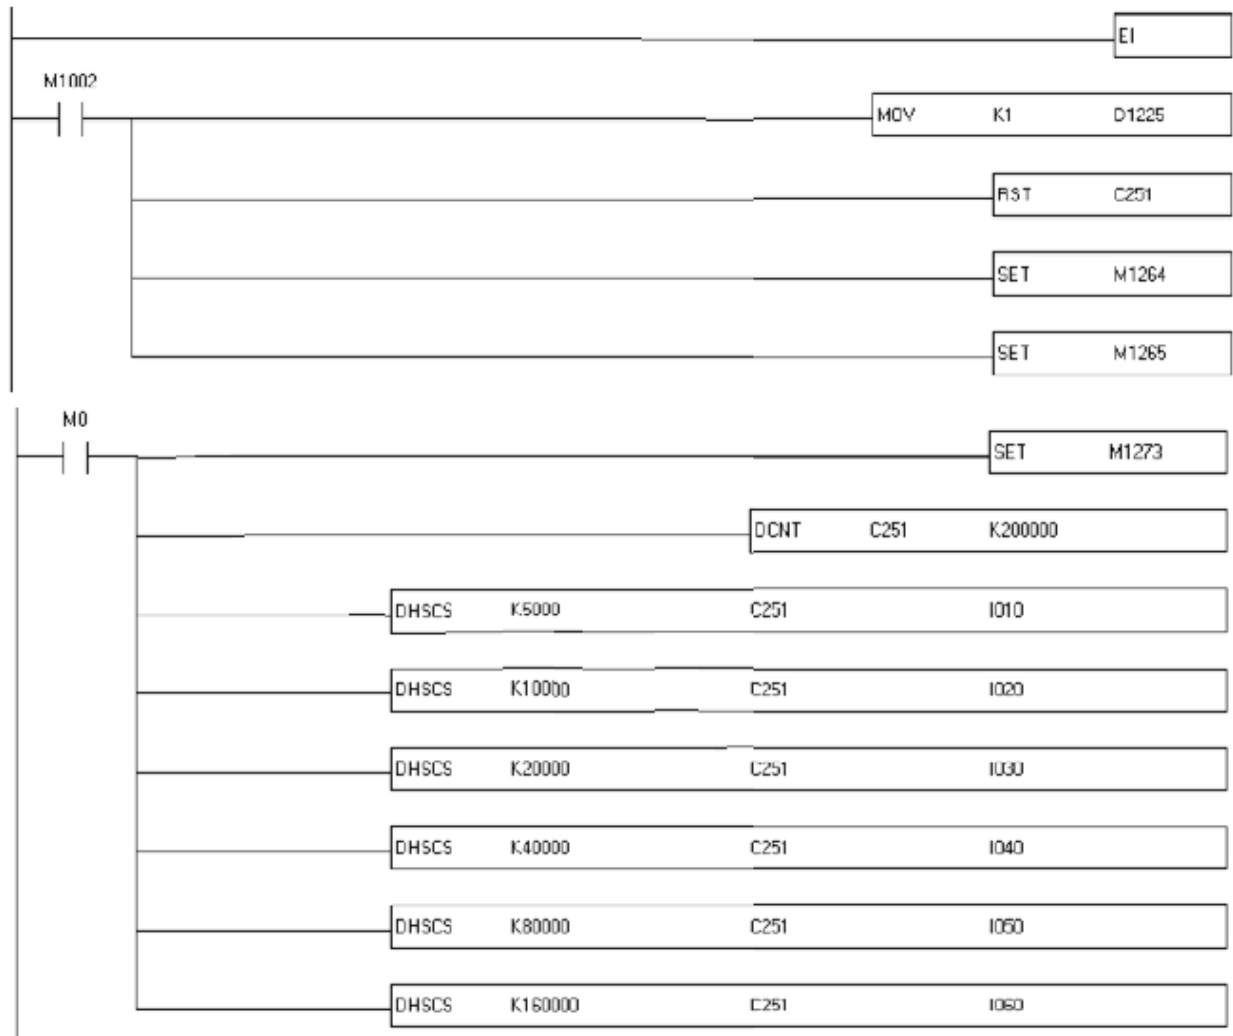 EI
M1002
MOV K1 D1225
RST C251
SET M1264
SET M1265
M0
SET M1273
DCNT C251 K200000
DHSCS K5000 C251 I010
DHSCS K10000 C251 I020
DHSCS K20000 C251 I030
DHSCS K40000 C251 I040
DHSCS K80000 C251 I050
DHSCS K160000 C251 I060